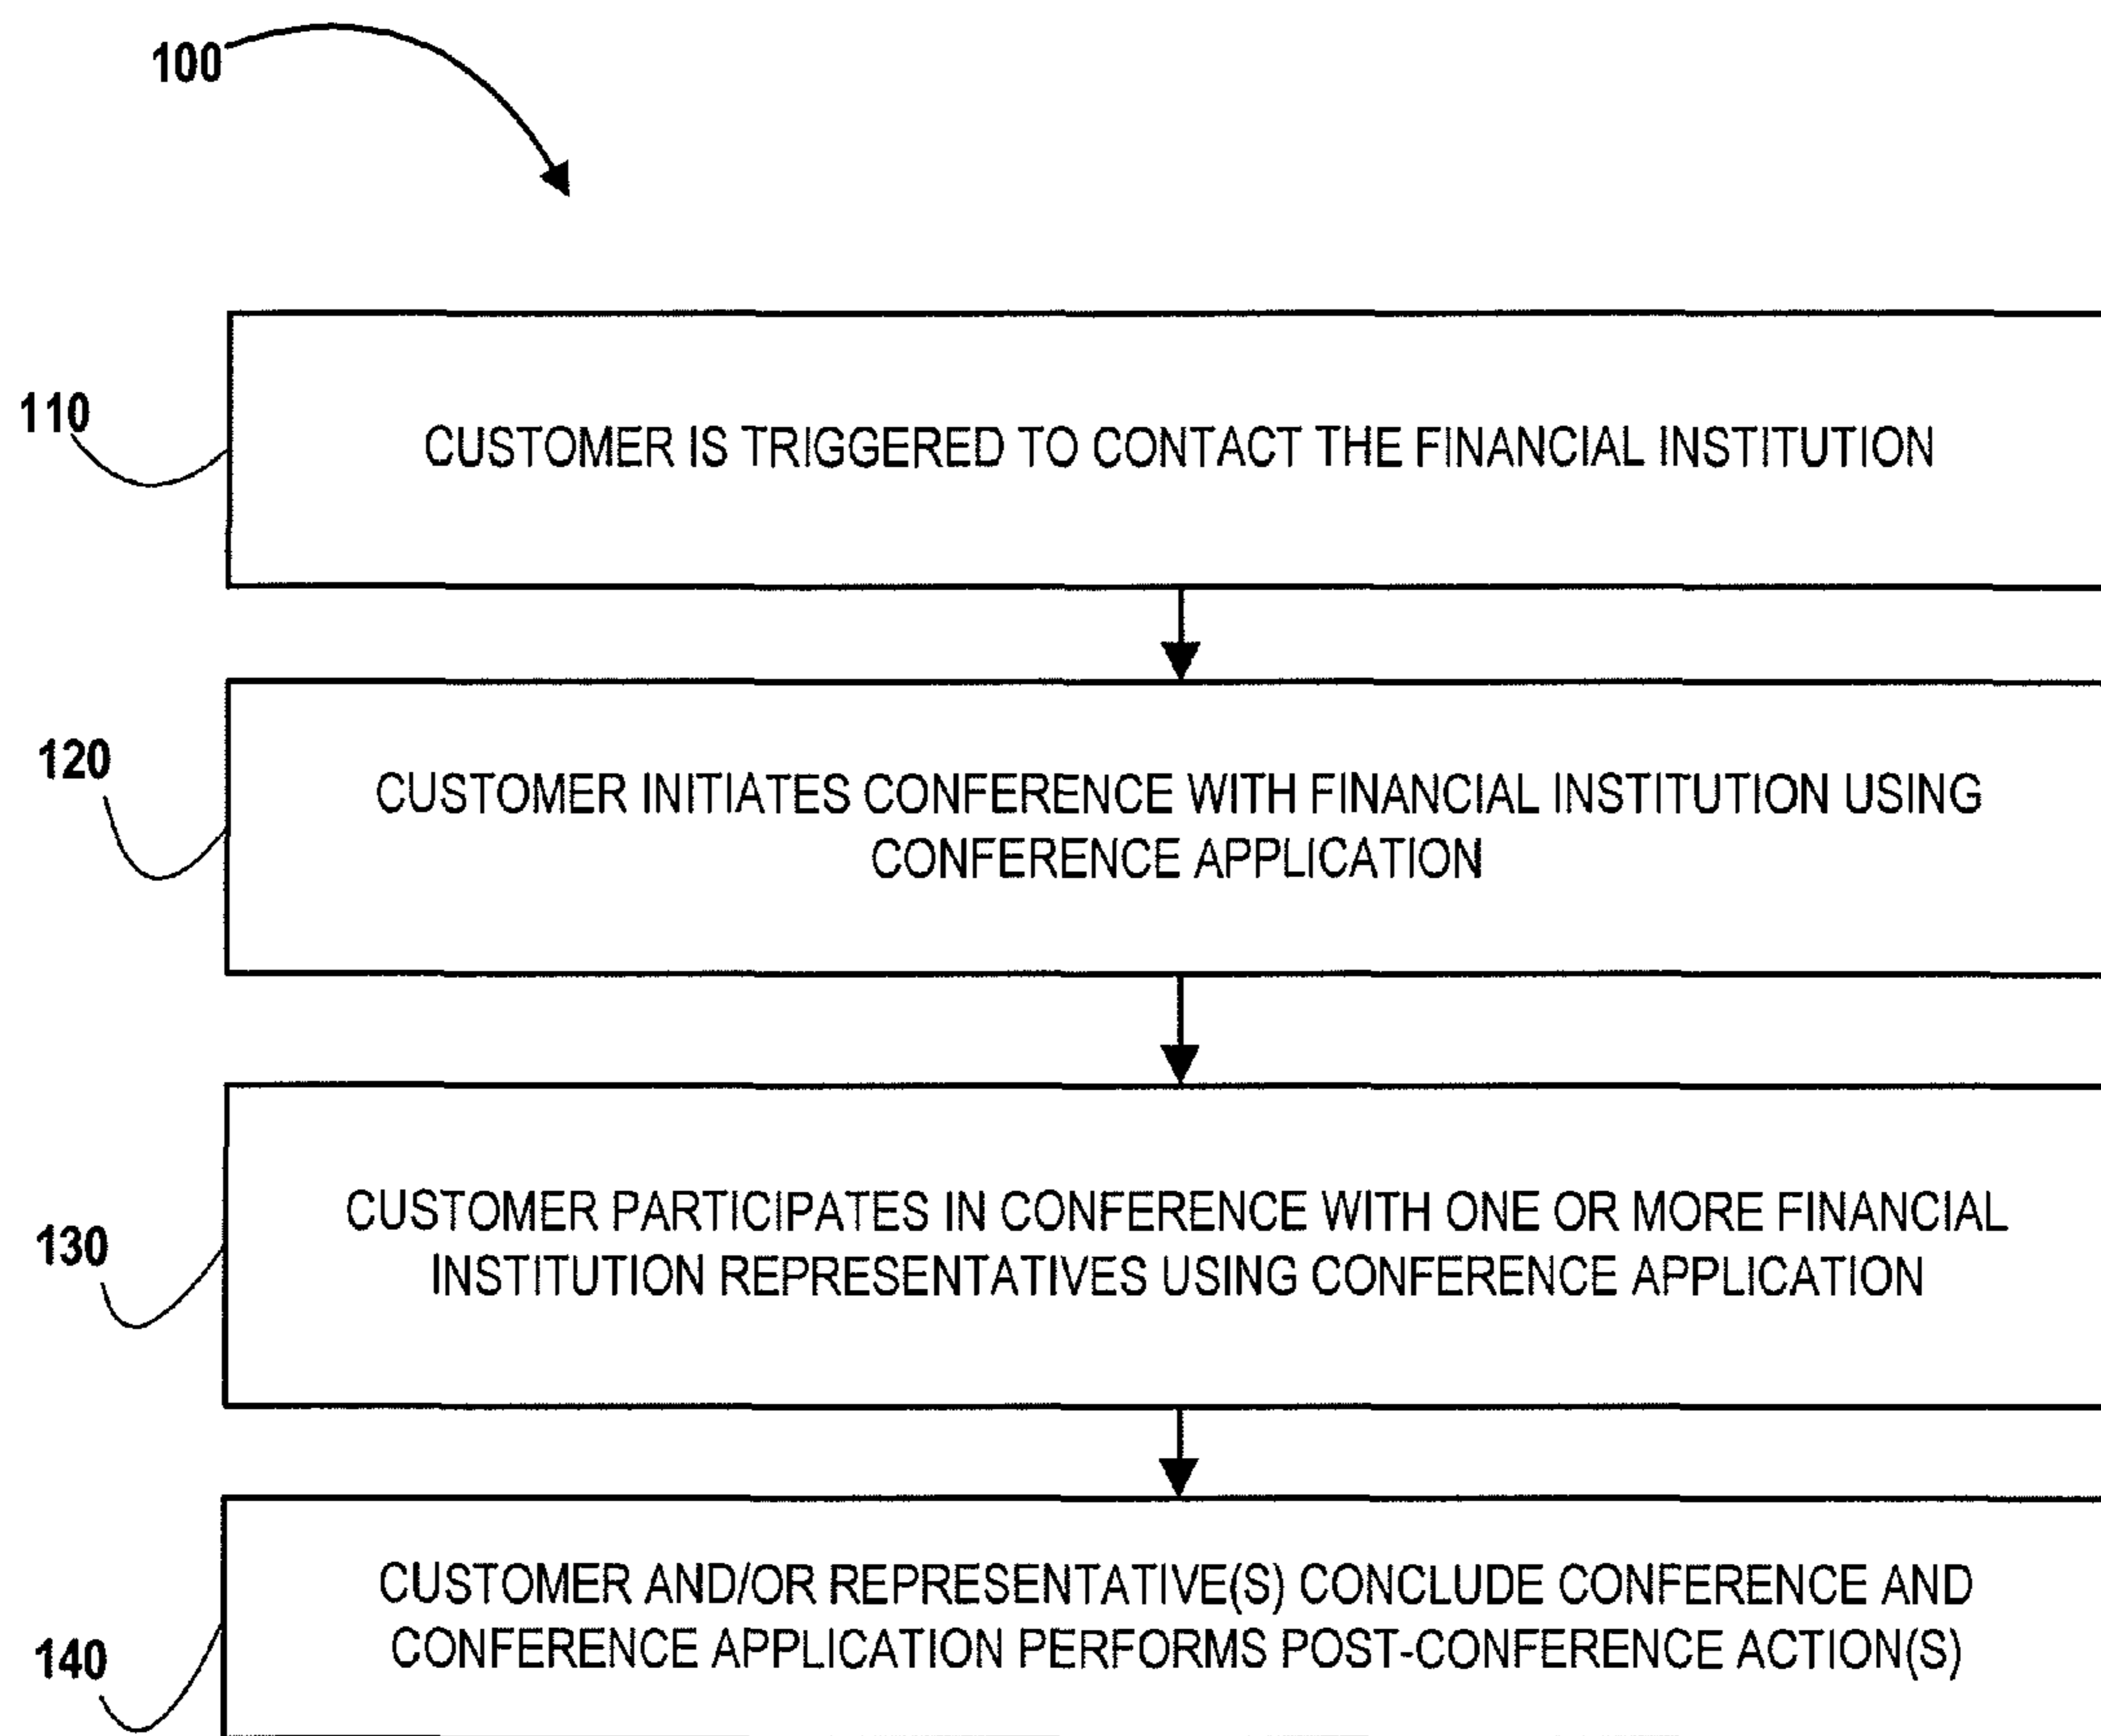 100
110
CUSTOMER IS TRIGGERED TO CONTACT THE FINANCIAL INSTITUTION
120
CUSTOMER INITIATES CONFERENCE WITH FINANCIAL INSTITUTION USING
CONFERENCE APPLICATION
130
CUSTOMER PARTICIPATES IN CONFERENCE WITH ONE OR MORE FINANCIAL
INSTITUTION REPRESENTATIVES USING CONFERENCE APPLICATION
140
CUSTOMER AND/OR REPRESENTATIVE(S) CONCLUDE CONFERENCE AND
CONFERENCE APPLICATION PERFORMS POST-CONFERENCE ACTION(S)